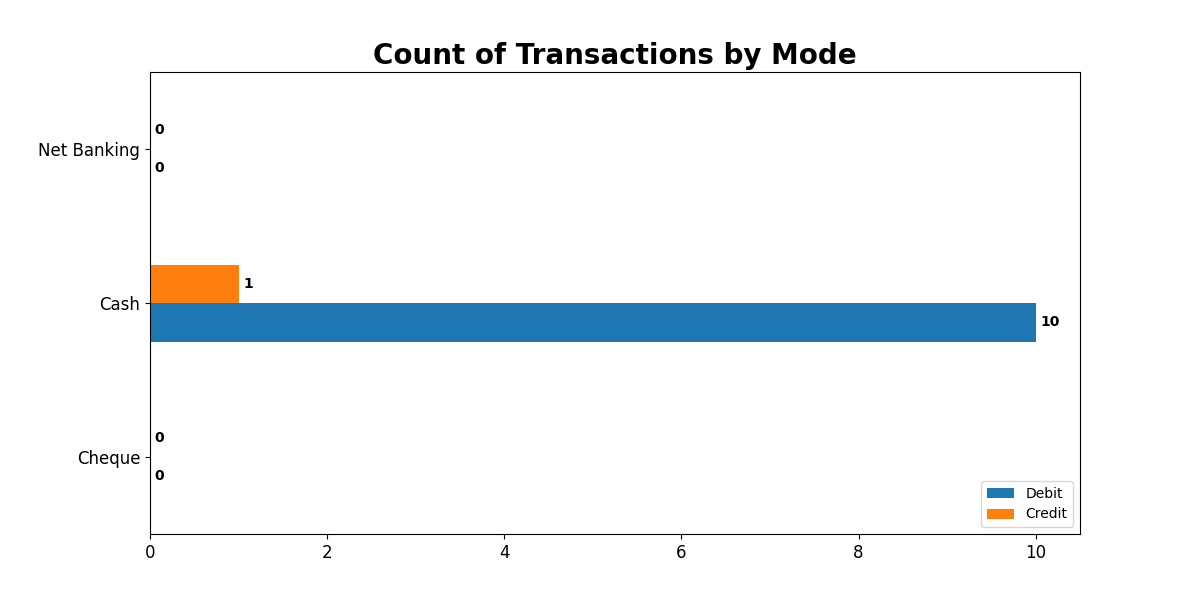 Count of Transactions by Mode
0
Net Banking
0
1
Cash
10
0
Cheque
0
Debit
Credit
0 2 4 6 8 10